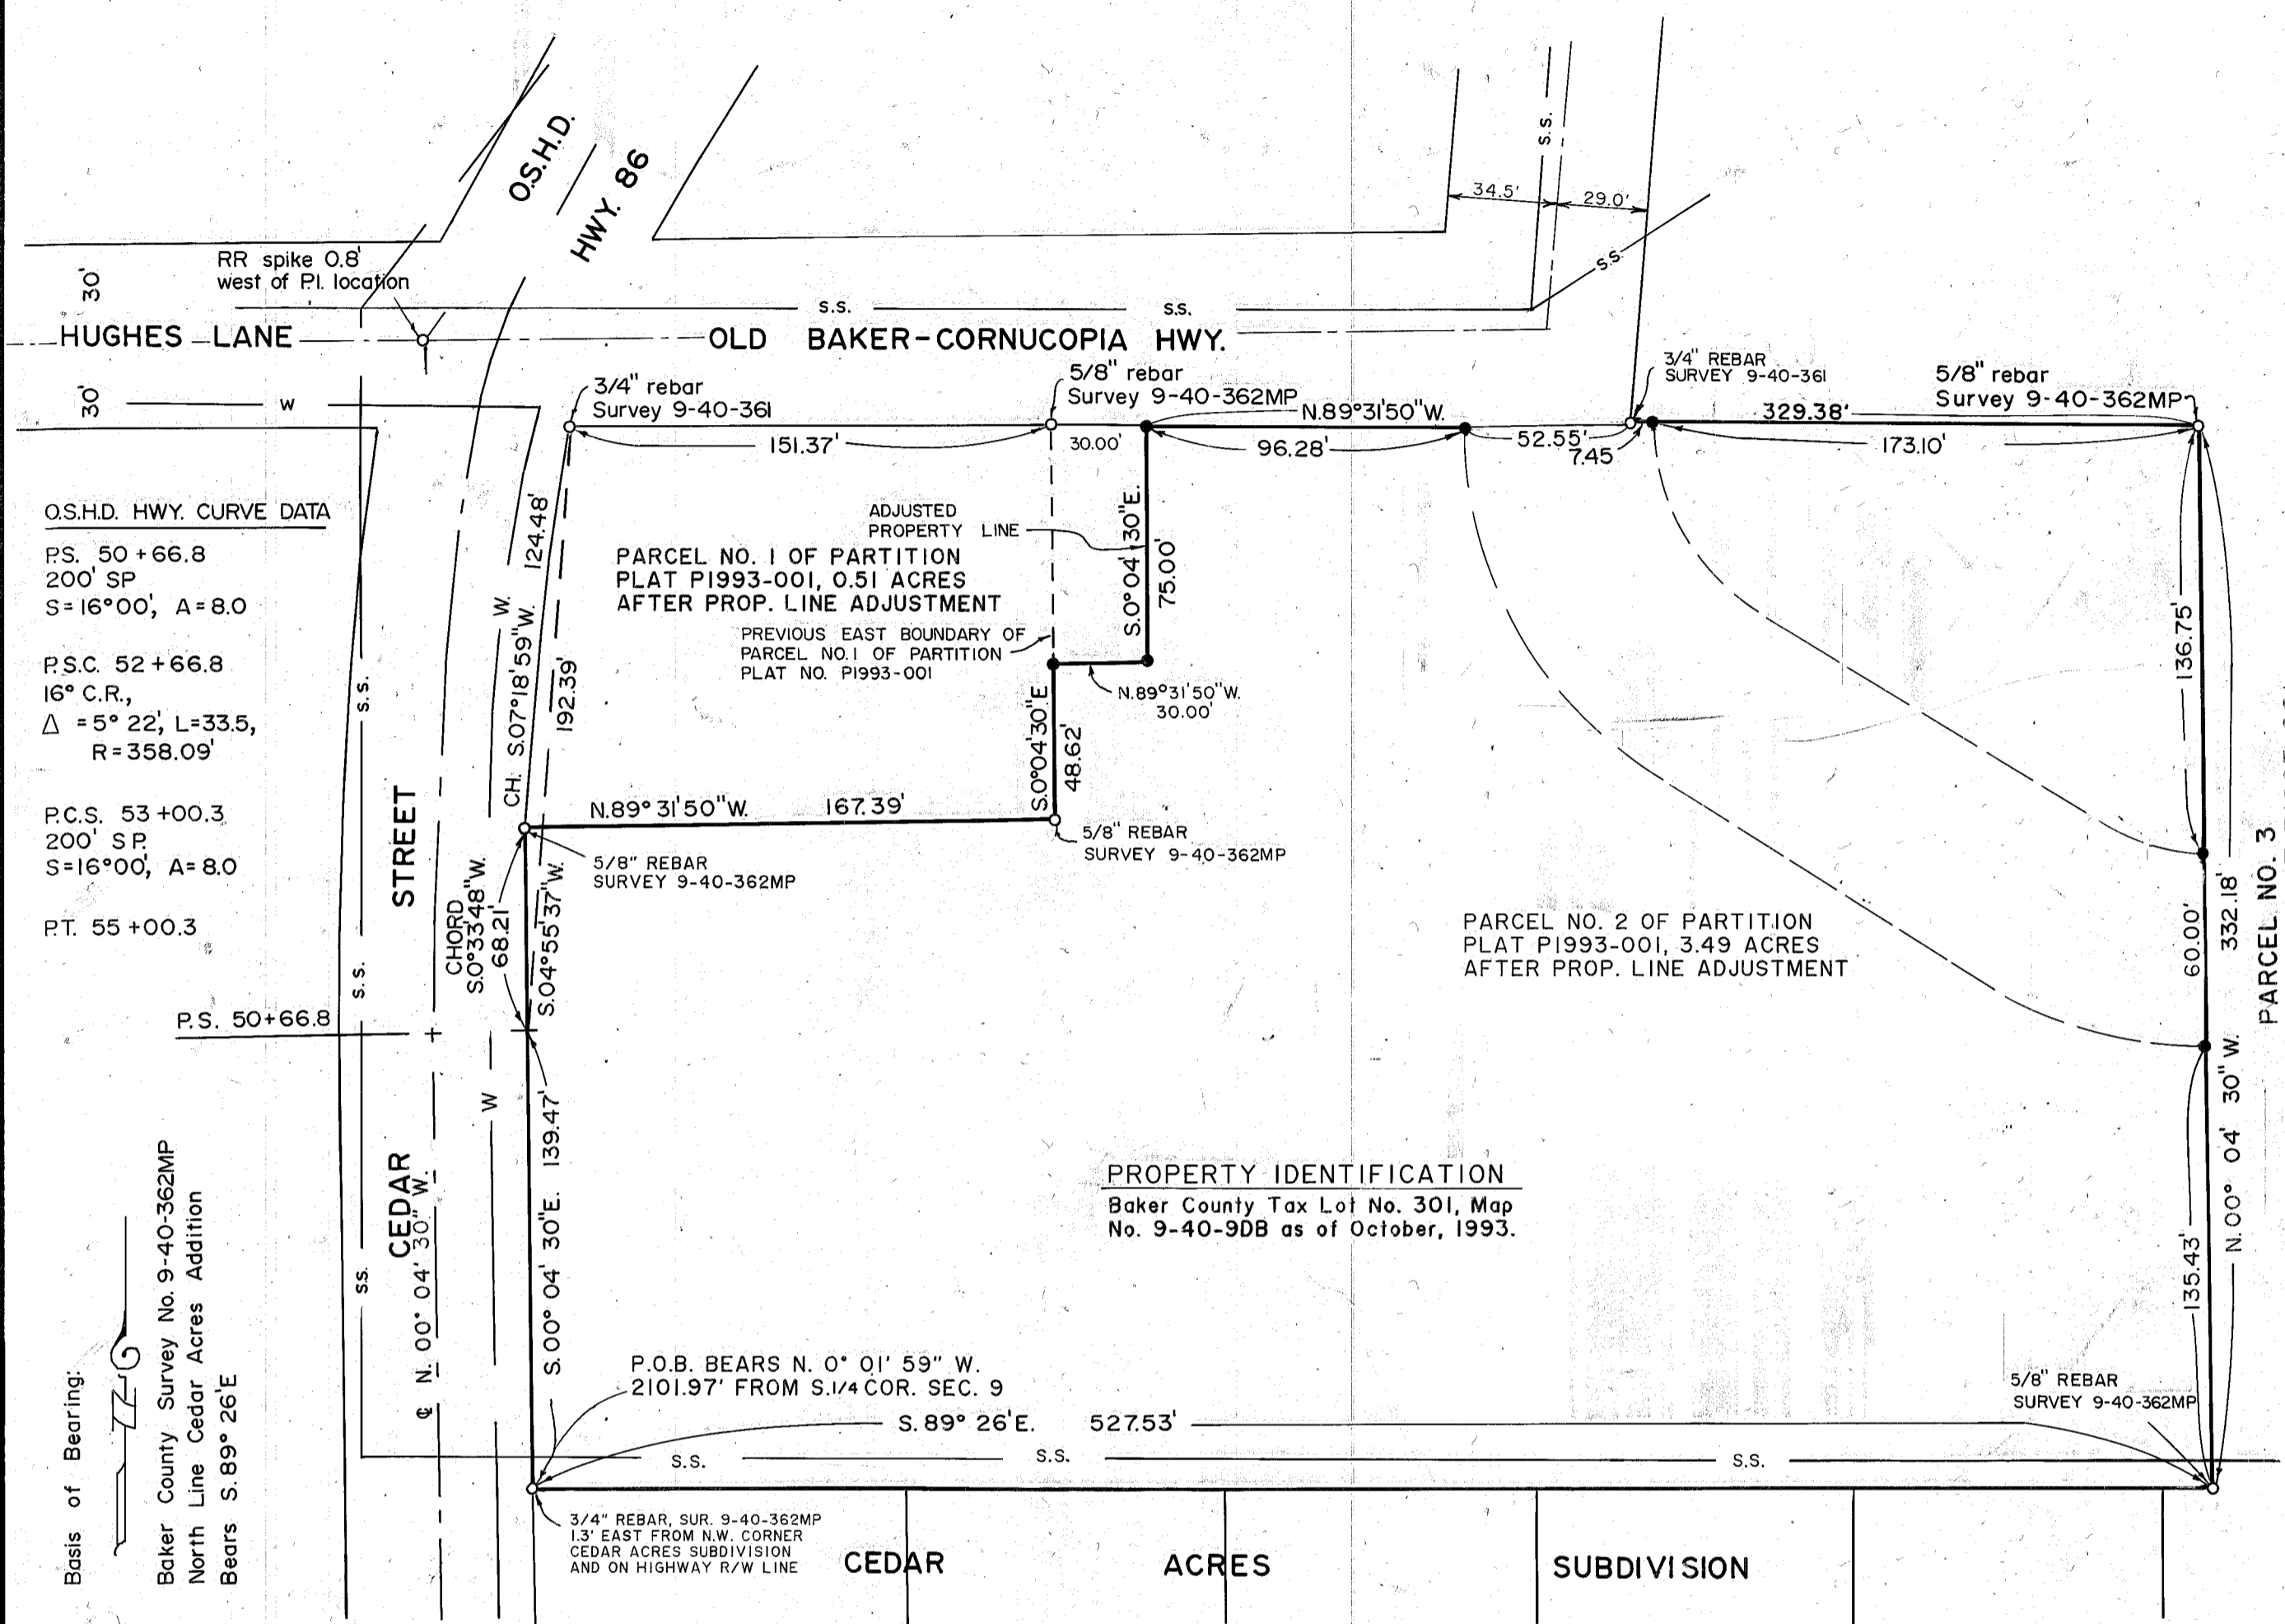 O.S.H.D.
HWY. 86
34.5'
29.0'
S.S.
S.S.
RR spike 0.8'
west of P.I. location
30'
HUGHES LANE
30'
W
OLD BAKER-CORNUCOPIA HWY.
S.S.
S.S.
3/4" rebar
Survey 9-40-361
5/8" rebar
Survey 9-40-362MP
N.89°31'50"W.
3/4" REBAR
SURVEY 9-40-361
329.38'
5/8" rebar
Survey 9-40-362MP
151.37'
30.00'
96.28'
52.55'
7.45
173.10'
O.S.H.D. HWY. CURVE DATA
P.S. 50+66.8
200' SP
S=16°00', A=8.0
P.S.C. 52+66.8
16° C.R.,
Δ =5° 22', L=33.5,
R=358.09'
P.C.S. 53+00.3
200' SP.
S=16°00', A=8.0
P.T. 55+00.3
P.S. 50+66.8
ADJUSTED
PROPERTY LINE
PARCEL NO. 1 OF PARTITION
PLAT P1993-001, 0.51 ACRES
AFTER PROP. LINE ADJUSTMENT
PREVIOUS EAST BOUNDARY OF
PARCEL NO.1 OF PARTITION
PLAT NO. P1993-001
S.0°04'30"E.
75.00'
N.89°31'50"W.
30.00'
S.0°04'30"E
48.62'
CH. S.07°18'59"W. 124.48'
W.
192.39'
S.04°55'37"W.
N.89°31'50"W. 167.39'
5/8" REBAR
SURVEY 9-40-362MP
5/8" REBAR
SURVEY 9-40-362MP
CHORD
S.0°33'48"W.
68.21'
S.S.
S.S.
S.S.
W
CEDAR STREET
℄ N. 00° 04' 30" W.
S. 00° 04' 30"E. 139.47'
136.75'
60.00'
332.18'
135.43'
N. 00° 04' 30" W.
PARCEL NO. 3
PARCEL NO. 2 OF PARTITION
PLAT P1993-001, 3.49 ACRES
AFTER PROP. LINE ADJUSTMENT
PROPERTY IDENTIFICATION
Baker County Tax Lot No. 301, Map
No. 9-40-9DB as of October, 1993.
P.O.B. BEARS N. 0° 01' 59" W.
2101.97' FROM S.1/4 COR. SEC. 9
S. 89° 26'E. 527.53'
S.S.
S.S.
S.S.
5/8" REBAR
SURVEY 9-40-362MP
3/4" REBAR, SUR. 9-40-362MP
1.3' EAST FROM N.W. CORNER
CEDAR ACRES SUBDIVISION
AND ON HIGHWAY R/W LINE
CEDAR ACRES SUBDIVISION
Basis of Bearing:
N
Baker County Survey No. 9-40-362MP
North Line Cedar Acres Addition
Bears S.89° 26'E